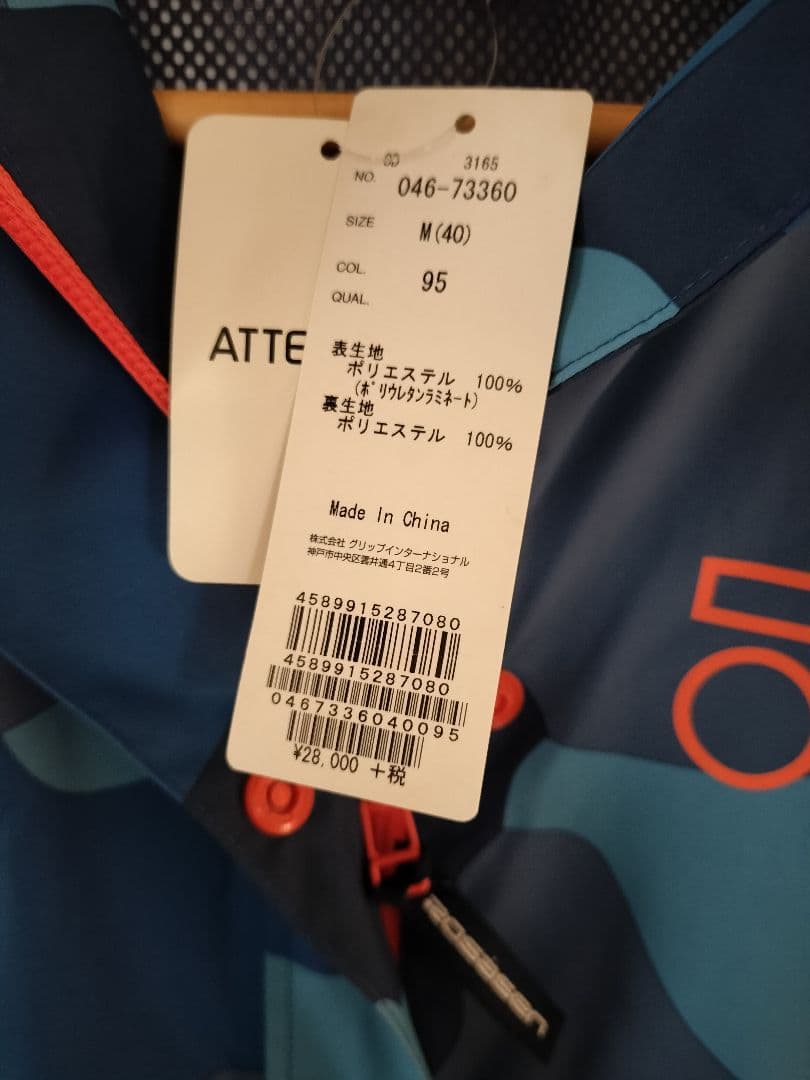 ATTE
OD 3165
NO. 046-73360
SIZE M(40)
COL. 95
QUAL.
表生地
ポリエステル 100%
(ポリウレタンラミネート)
裏生地
ポリエステル 100%
Made In China
株式会社 グリップインターナショナル
神戸市中央区雲井通4丁目2番2号
4589915287080
4589915287080
0467336040095
¥28,000 +税
rosasen